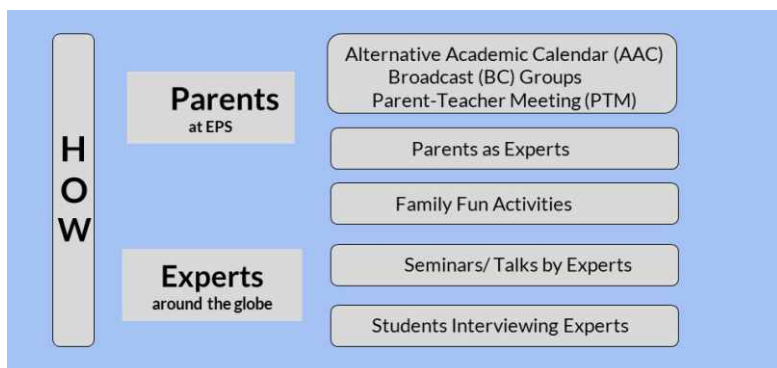 HOW
Parents
at EPS
Alternative Academic Calendar (AAC)
Broadcast (BC) Groups
Parent-Teacher Meeting (PTM)
Parents as Experts
Family Fun Activities
Experts
around the globe
Seminars/ Talks by Experts
Students Interviewing Experts